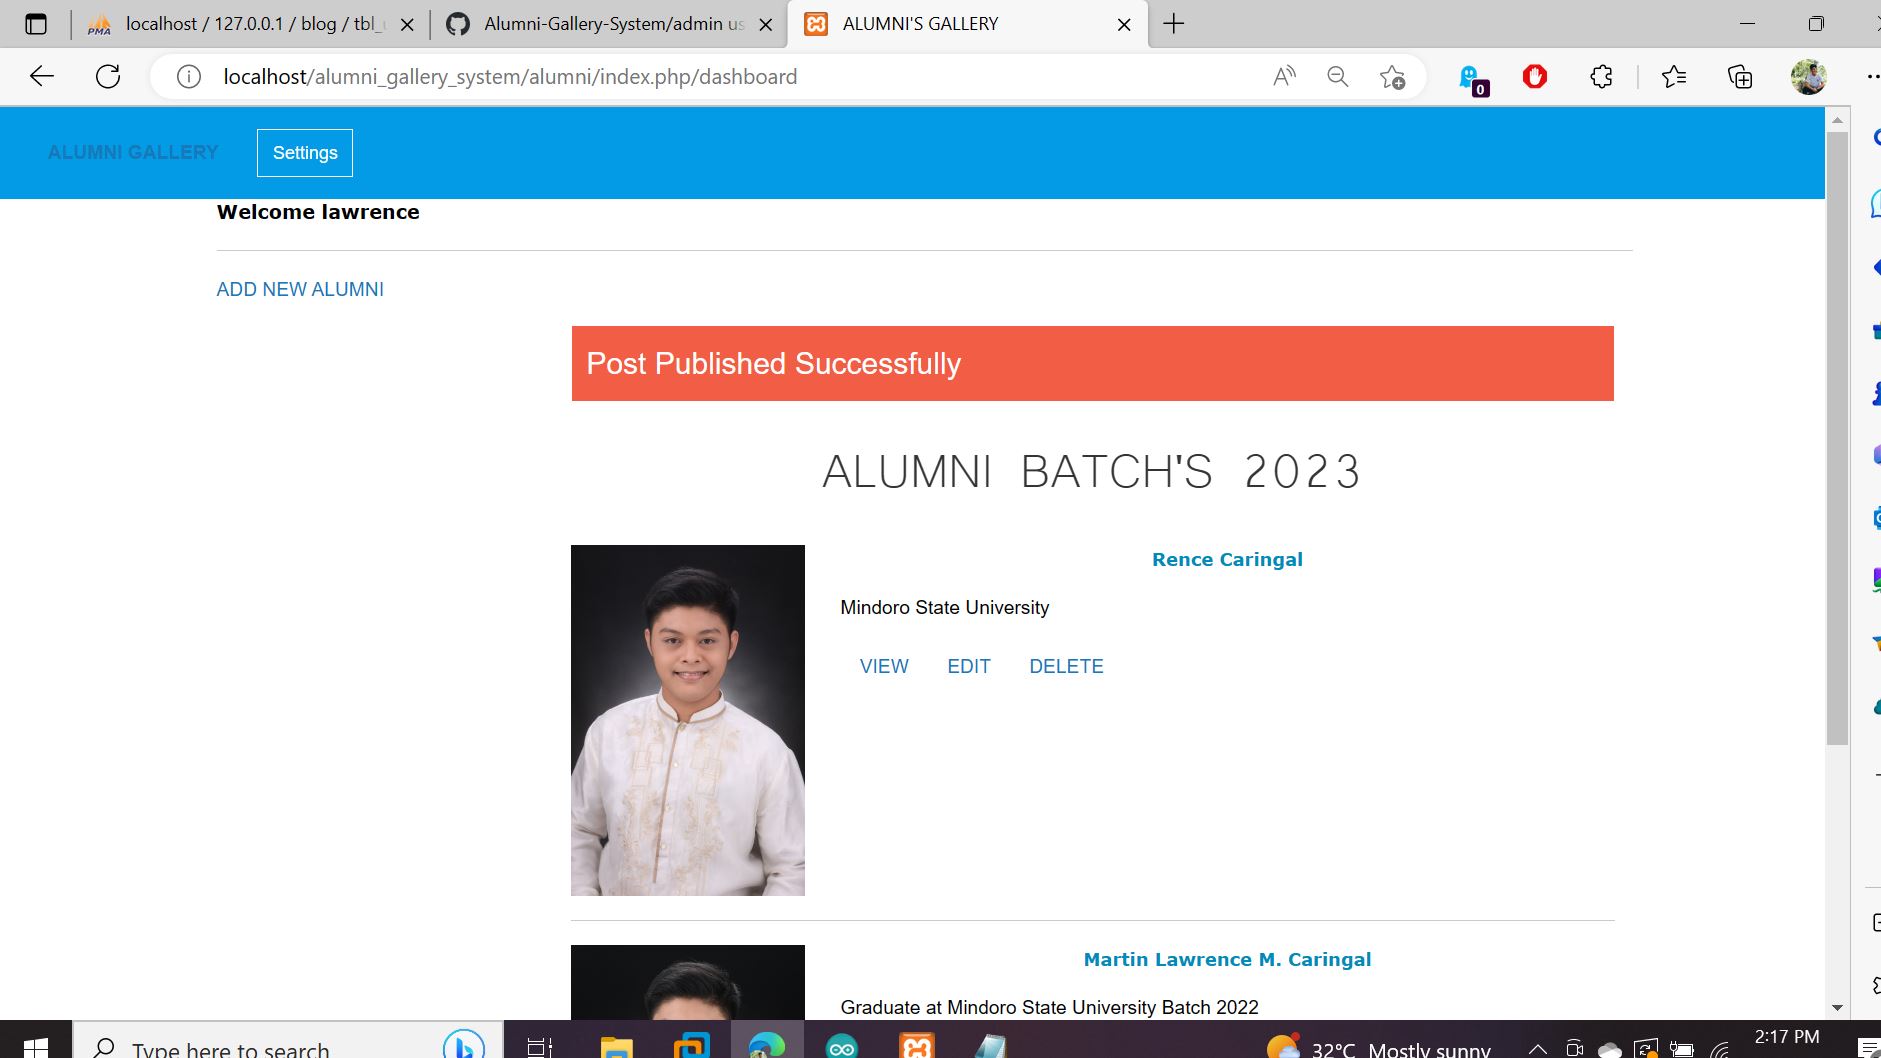 localhost / 127.0.0.1 / blog / tbl_
Alumni-Gallery-System/admin us
ALUMNI'S GALLERY
localhost/alumni_gallery_system/alumni/index.php/dashboard
0
ALUMNI GALLERY
Settings
Welcome lawrence
ADD NEW ALUMNI
Post Published Successfully
ALUMNI BATCH'S 2023
Rence Caringal
Mindoro State University
VIEW EDIT DELETE
Martin Lawrence M. Caringal
Graduate at Mindoro State University Batch 2022
Type here to search
32°C Mostly sunny
2:17 PM